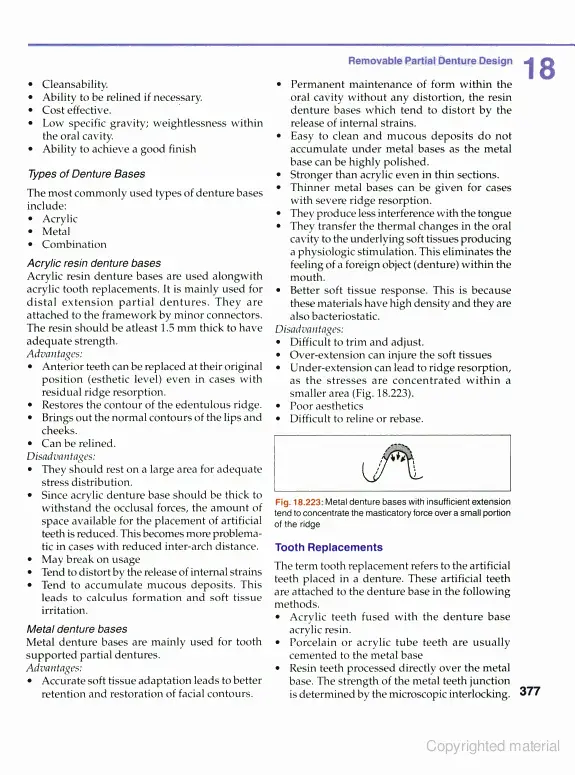 Removable Partial Denture Design 18
• Cleansability.
• Ability to be relined if necessary.
• Cost effective.
• Low specific gravity; weightlessness within
the oral cavity.
• Ability to achieve a good finish
Types of Denture Bases
The most commonly used types of denture bases
include:
• Acrylic
• Metal
• Combination
Acrylic resin denture bases
Acrylic resin denture bases are used alongwith
acrylic tooth replacements. It is mainly used for
distal extension partial dentures. They are
attached to the framework by minor connectors.
The resin should be atleast 1.5 mm thick to have
adequate strength.
Advantages:
• Anterior teeth can be replaced at their original
position (esthetic level) even in cases with
residual ridge resorption.
• Restores the contour of the edentulous ridge.
• Brings out the normal contours of the lips and
cheeks.
• Can be relined.
Disadvantages:
• They should rest on a large area for adequate
stress distribution.
• Since acrylic denture base should be thick to
withstand the occlusal forces, the amount of
space available for the placement of artificial
teeth is reduced. This becomes more problema-
tic in cases with reduced inter-arch distance.
• May break on usage
• Tend to distort by the release of internal strains
• Tend to accumulate mucous deposits. This
leads to calculus formation and soft tissue
irritation.
Metal denture bases
Metal denture bases are mainly used for tooth
supported partial dentures.
Advantages:
• Accurate soft tissue adaptation leads to better
retention and restoration of facial contours.
• Permanent maintenance of form within the
oral cavity without any distortion, the resin
denture bases which tend to distort by the
release of internal strains.
• Easy to clean and mucous deposits do not
accumulate under metal bases as the metal
base can be highly polished.
• Stronger than acrylic even in thin sections.
• Thinner metal bases can be given for cases
with severe ridge resorption.
• They produce less interference with the tongue
• They transfer the thermal changes in the oral
cavity to the underlying soft tissues producing
a physiologic stimulation. This eliminates the
feeling of a foreign object (denture) within the
mouth.
• Better soft tissue response. This is because
these materials have high density and they are
also bacteriostatic.
Disadvantages:
• Difficult to trim and adjust.
• Over-extension can injure the soft tissues
• Under-extension can lead to ridge resorption,
as the stresses are concentrated within a
smaller area (Fig. 18.223).
• Poor aesthetics
• Difficult to reline or rebase.
Fig. 18.223: Metal denture bases with insufficient extension
tend to concentrate the masticatory force over a small portion
of the ridge
Tooth Replacements
The term tooth replacement refers to the artificial
teeth placed in a denture. These artificial teeth
are attached to the denture base in the following
methods.
• Acrylic teeth fused with the denture base
acrylic resin.
• Porcelain or acrylic tube teeth are usually
cemented to the metal base
• Resin teeth processed directly over the metal
base. The strength of the metal teeth junction
is determined by the microscopic interlocking.
377
Copyrighted material